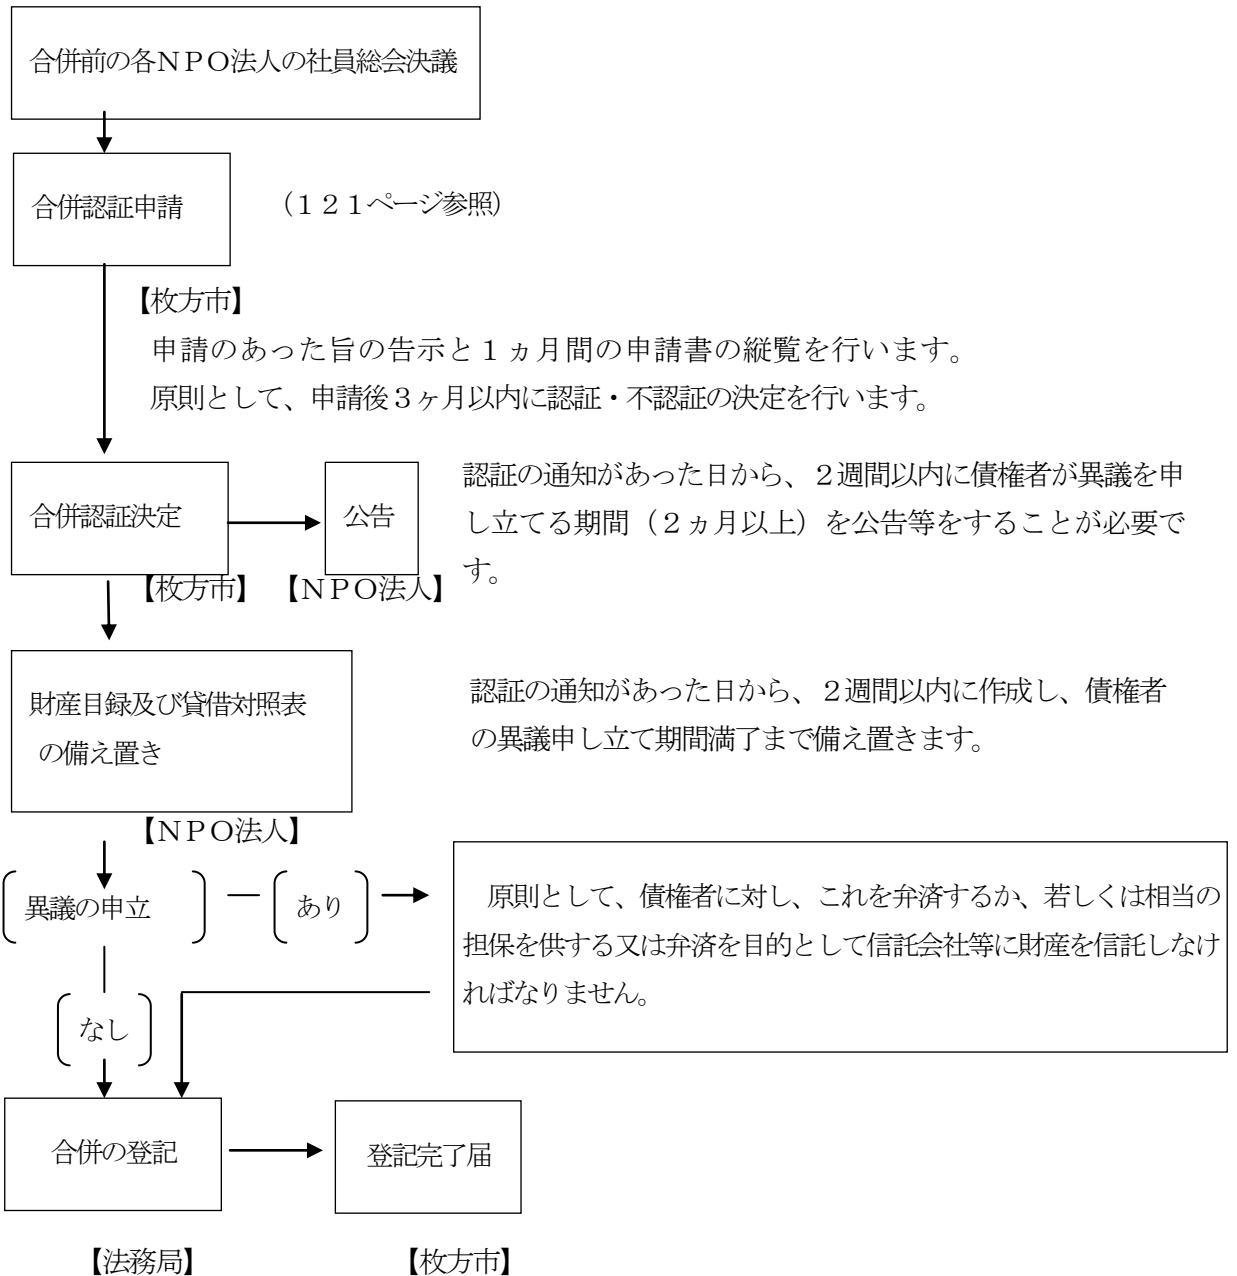 合併前の各ＮＰＯ法人の社員総会決議
合併認証申請
（１２１ページ参照）
【枚方市】
申請のあった旨の告示と１ヵ月間の申請書の縦覧を行います。
原則として、申請後３ヶ月以内に認証・不認証の決定を行います。
合併認証決定
公告
認証の通知があった日から、２週間以内に債権者が異議を申
し立てる期間（２ヵ月以上）を公告等をすることが必要で
す。
【枚方市】
【ＮＰＯ法人】
財産目録及び貸借対照表
の備え置き
認証の通知があった日から、２週間以内に作成し、債権者
の異議申し立て期間満了まで備え置きます。
【ＮＰＯ法人】
異議の申立
あり
原則として、債権者に対し、これを弁済するか、若しくは相当の
担保を供する又は弁済を目的として信託会社等に財産を信託しなけ
ればなりません。
なし
合併の登記
登記完了届
【法務局】
【枚方市】